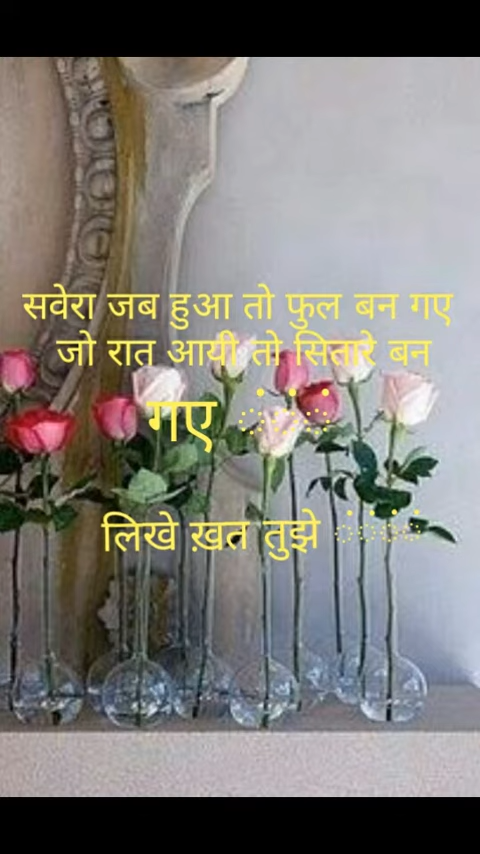 सवेरा जब हुआ तो फुल बन गए
जो रात आयी तो सितारे बन
गए ंंंं
लिखे ख़त तुझे ंंंंं